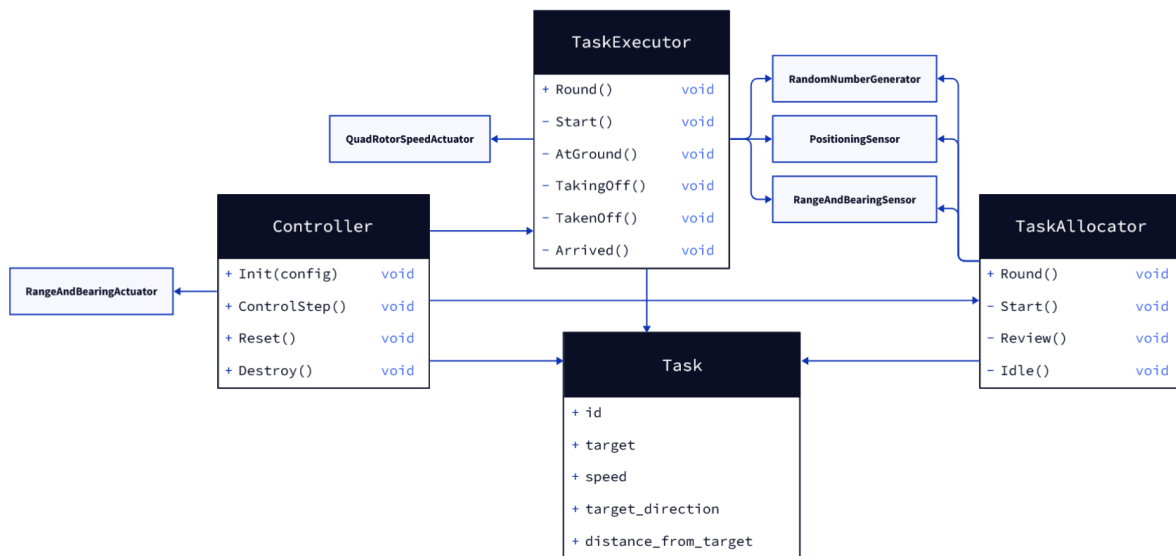 TaskExecutor
+ Round() void
- Start() void
- AtGround() void
- TakingOff() void
- TakenOff() void
- Arrived() void
RandomNumberGenerator
PositioningSensor
RangeAndBearingSensor
QuadRotorSpeedActuator
Controller
+ Init(config) void
+ ControlStep() void
+ Reset() void
+ Destroy() void
RangeAndBearingActuator
TaskAllocator
+ Round() void
- Start() void
- Review() void
- Idle() void
Task
+ id
+ target
+ speed
+ target_direction
+ distance_from_target